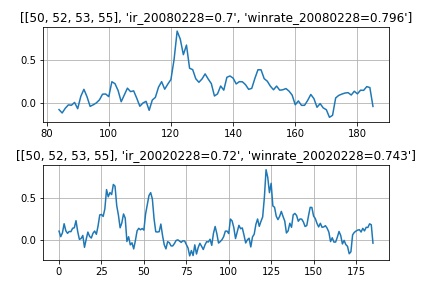 [[50, 52, 53, 55], 'ir_20080228=0.7', 'winrate_20080228=0.796']
0.5
0.0
80 100 120 140 160 180
[[50, 52, 53, 55], 'ir_20020228=0.72', 'winrate_20020228=0.743']
0.5
0.0
0 25 50 75 100 125 150 175